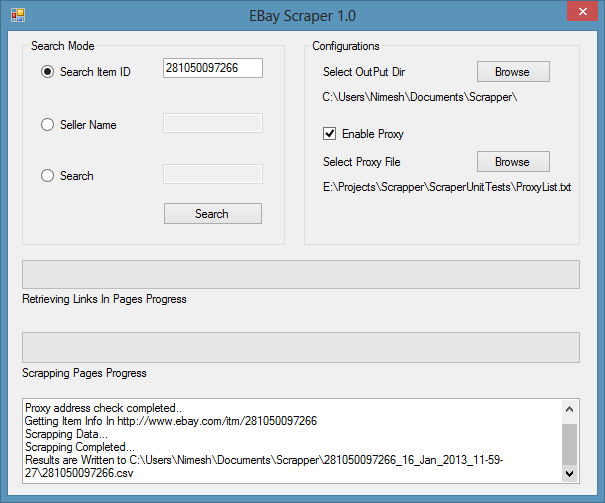 EBay Scraper 1.0
Search Mode
Search Item ID
281050097266
Seller Name
Search
Search
Configurations
Select OutPut Dir
Browse
C:\Users\Nimesh\Documents\Scrapper\
Enable Proxy
Select Proxy File
Browse
E:\Projects\Scrapper\ScraperUnitTests\ProxyList.txt
Retrieving Links In Pages Progress
Scrapping Pages Progress
Proxy address check completed..
Getting Item Info In http://www.ebay.com/itm/281050097266
Scrapping Data...
Scrapping Completed...
Results are Written to C:\Users\Nimesh\Documents\Scrapper\281050097266_16_Jan_2013_11-59-
27\281050097266.csv